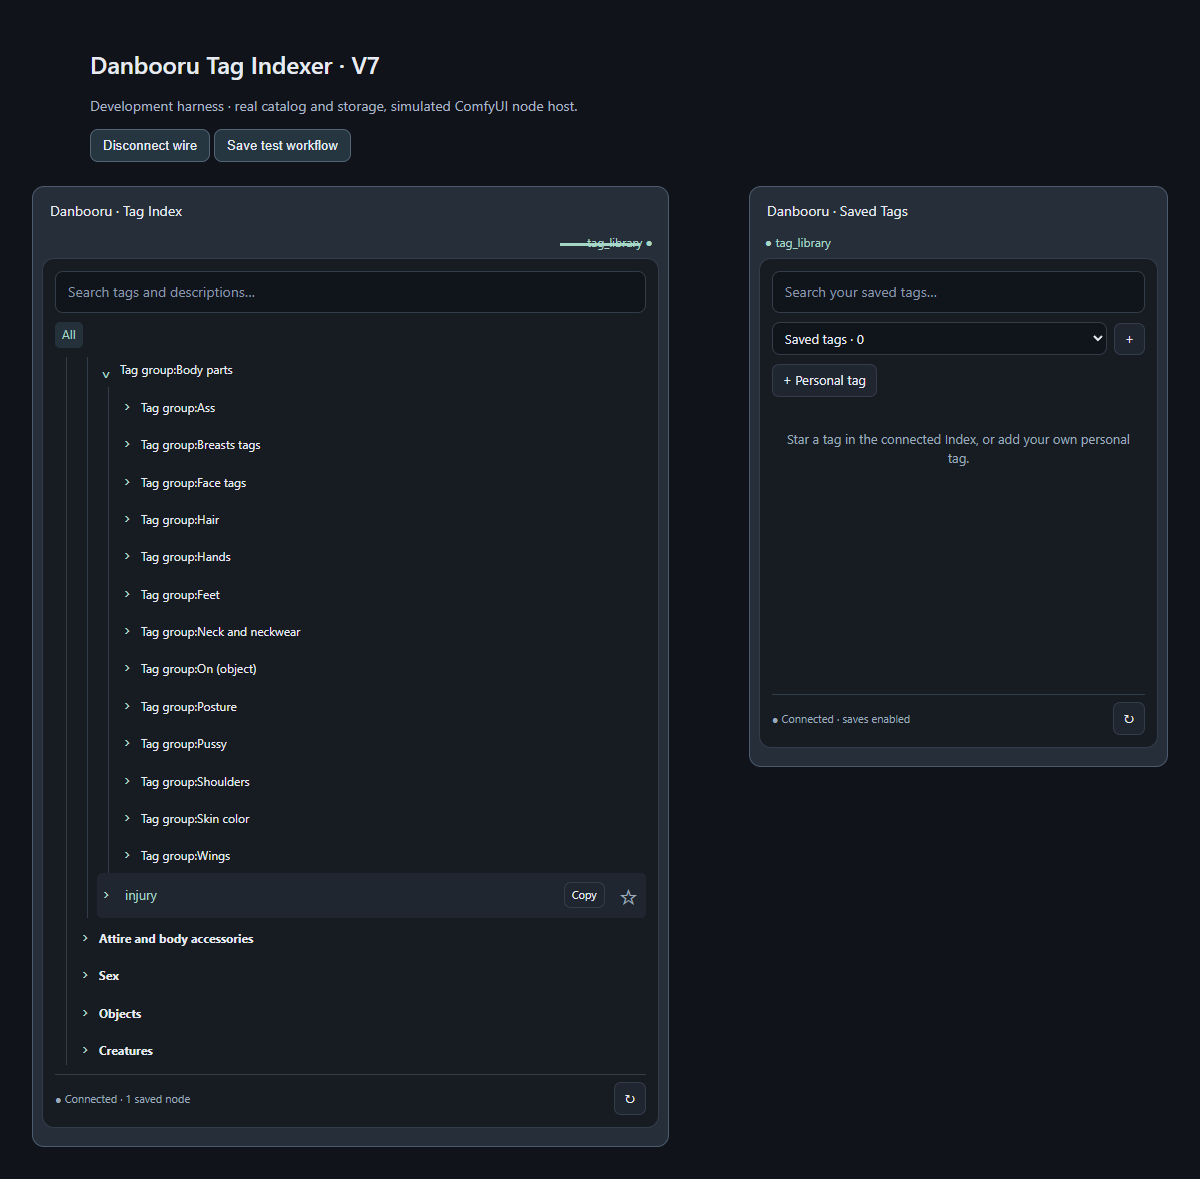 Danbooru Tag Indexer · V7
Development harness · real catalog and storage, simulated ComfyUI node host.
Disconnect wire
Save test workflow
Danbooru · Tag Index
tag_library
Search tags and descriptions...
All
Tag group:Body parts
Tag group:Ass
Tag group:Breasts tags
Tag group:Face tags
Tag group:Hair
Tag group:Hands
Tag group:Feet
Tag group:Neck and neckwear
Tag group:On (object)
Tag group:Posture
Tag group:Pussy
Tag group:Shoulders
Tag group:Skin color
Tag group:Wings
injury
Copy
Attire and body accessories
Sex
Objects
Creatures
Connected · 1 saved node
Danbooru · Saved Tags
tag_library
Search your saved tags...
Saved tags · 0
+
+ Personal tag
Star a tag in the connected Index, or add your own personal
tag.
Connected · saves enabled